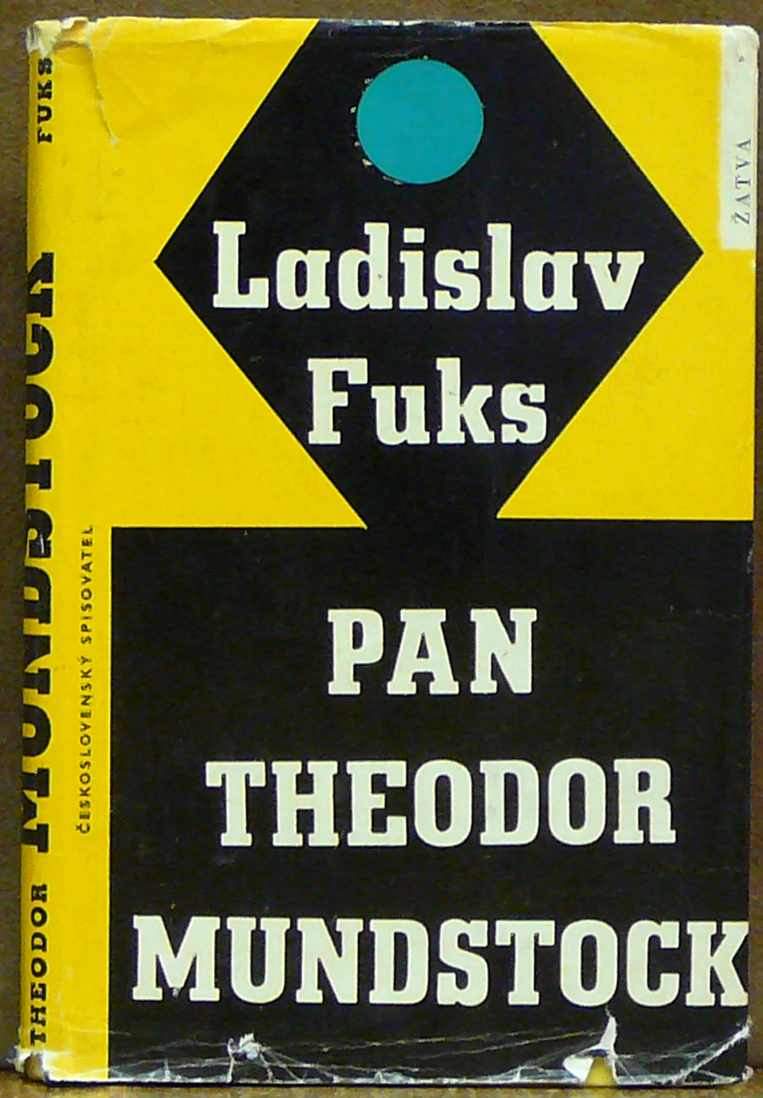 Ladislav
Fuks
PAN
THEODOR
MUNDSTOCK
ŽATVA
ČESKOSLOVENSKÝ SPISOVATEL
THEODOR
MUNDSTOCK
FUKS